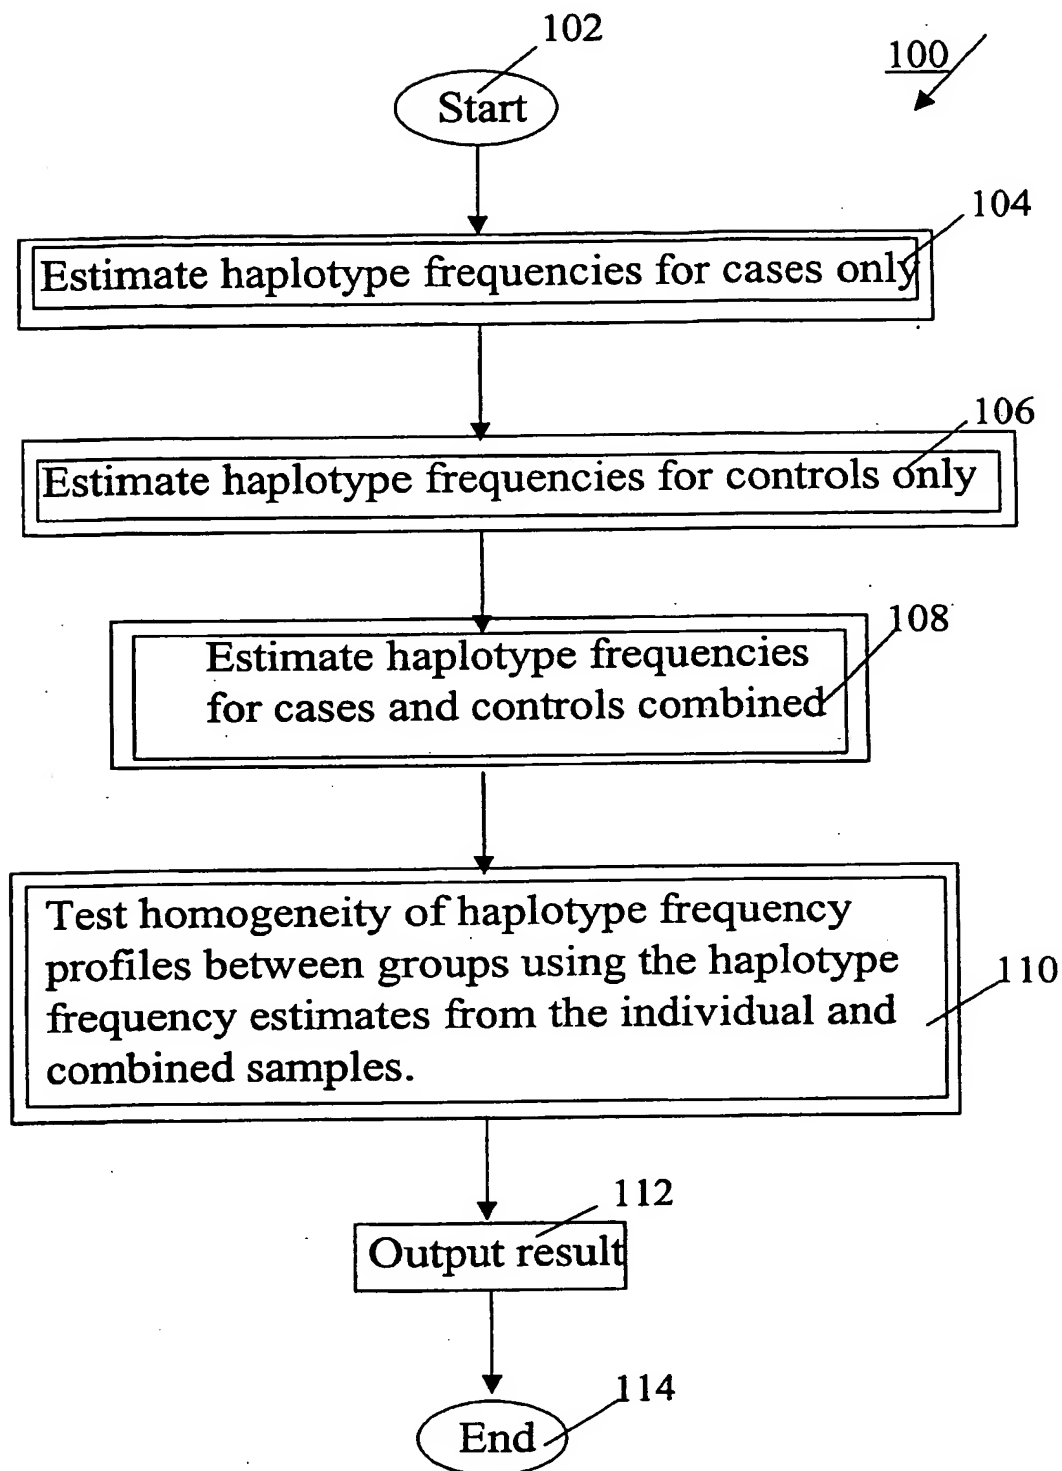 102
100
Start
104
Estimate haplotype frequencies for cases only
106
Estimate haplotype frequencies for controls only
108
Estimate haplotype frequencies
for cases and controls combined
Test homogeneity of haplotype frequency
profiles between groups using the haplotype
110
frequency estimates from the individual and
combined samples.
112
Output result
114
End